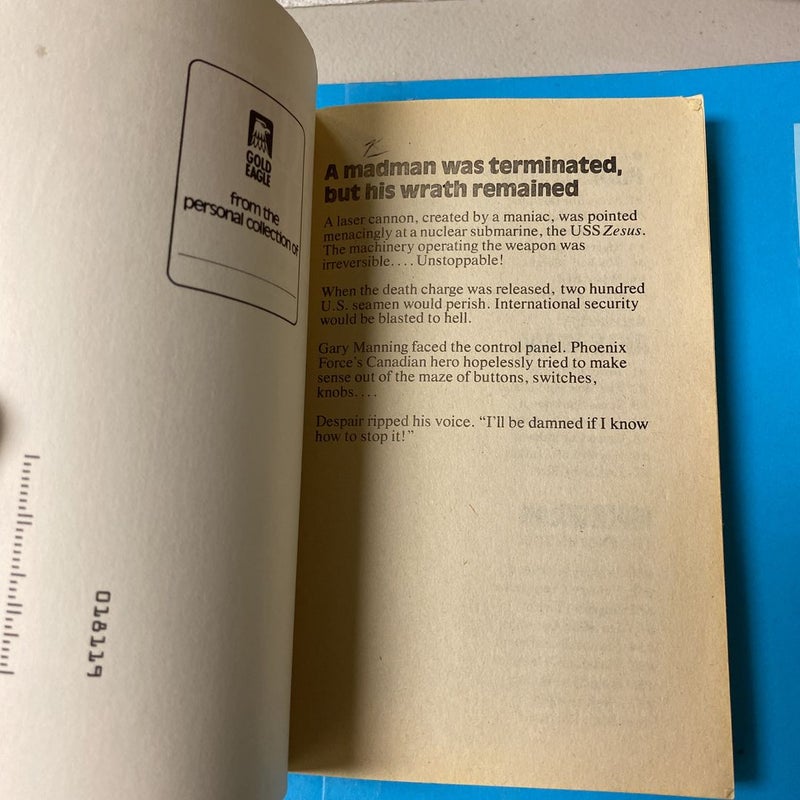 GOLD
EAGLE
from the
personal collection of
018119
A madman was terminated,
but his wrath remained
A laser cannon, created by a maniac, was pointed
menacingly at a nuclear submarine, the USS Zesus.
The machinery operating the weapon was
irreversible.... Unstoppable!
When the death charge was released, two hundred
U.S. seamen would perish. International security
would be blasted to hell.
Gary Manning faced the control panel. Phoenix
Force's Canadian hero hopelessly tried to make
sense out of the maze of buttons, switches,
knobs....
Despair ripped his voice. "I'll be damned if I know
how to stop it!"